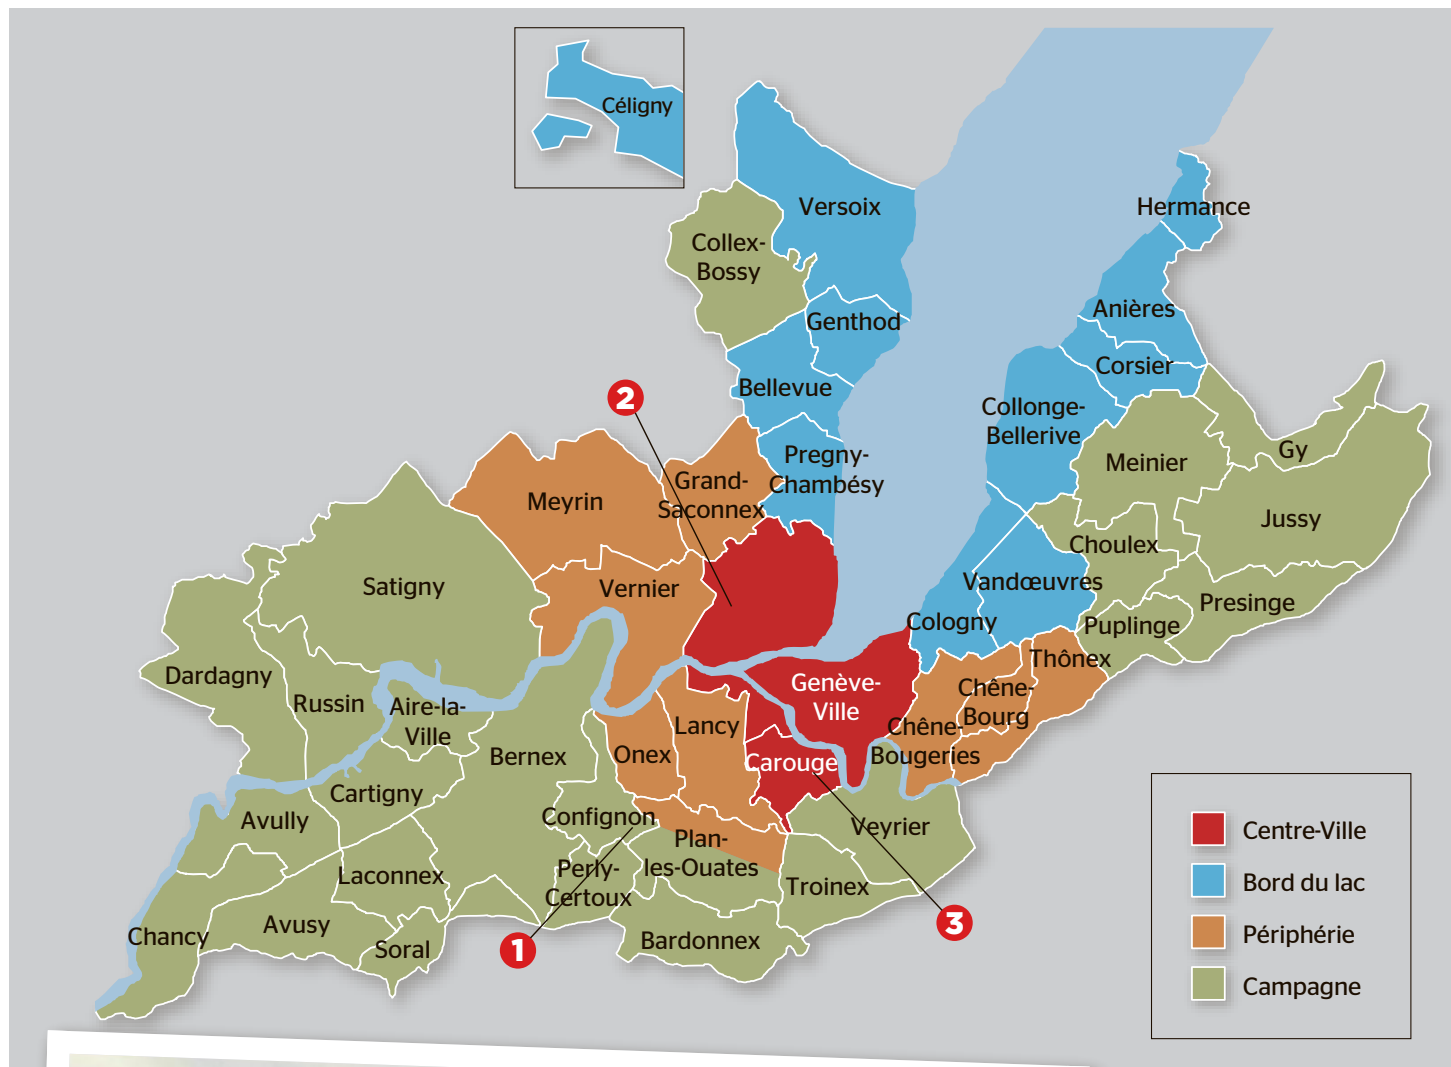 Céligny
Versoix
Hermance
Collex-
Bossy
Anières
Genthod
Corsier
Bellevue
2
Collonge-
Bellerive
Gy
Pregny-
Chambésy
Meinier
Grand-
Saconnex
Meyrin
Jussy
Choulex
Vandœuvres
Satigny
Vernier
Presinge
Cologny
Puplinge
Thônex
Dardagny
Genève-
Ville
Chêne-
Bourg
Russin
Aire-la-
Ville
Lancy
Chêne-
Bougeries
Bernex
Onex
Carouge
Cartigny
Confignon
Avully
Veyrier
Plan-
les-Ouates
Perly-
Certoux
Laconnex
Troinex
Avusy
Chancy
Soral
Bardonnex
1
3
Centre-Ville
Bord du lac
Périphérie
Campagne